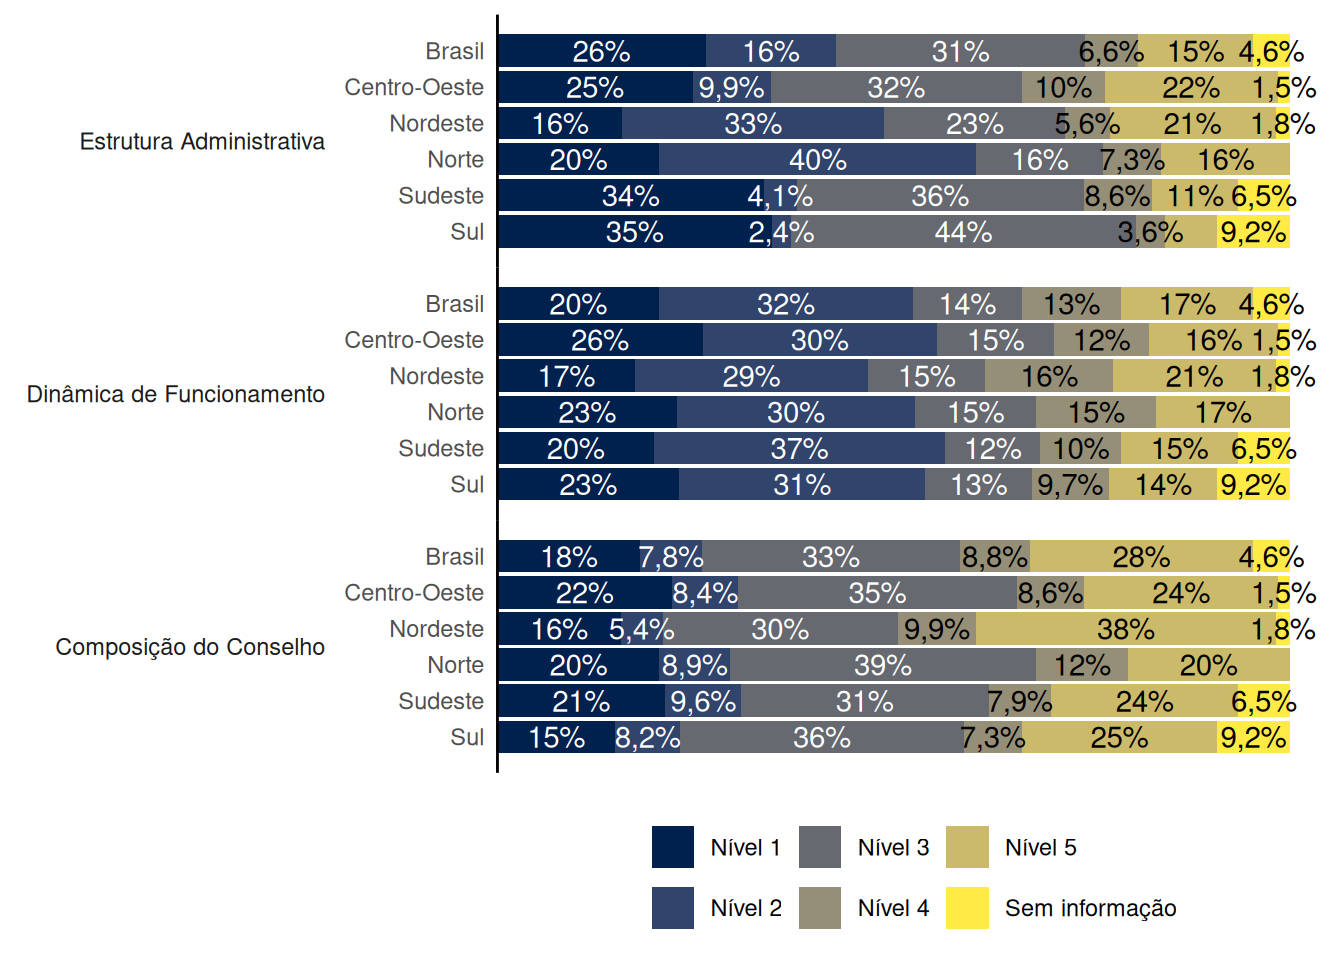 Estrutura Administrativa
Brasil 26% 16% 31% 6,6% 15% 4,6%
Centro-Oeste 25% 9,9% 32% 10% 22% 1,5%
Nordeste 16% 33% 23% 5,6% 21% 1,8%
Norte 20% 40% 16% 7,3% 16%
Sudeste 34% 4,1% 36% 8,6% 11% 6,5%
Sul 35% 2,4% 44% 3,6% 9,2%
Dinâmica de Funcionamento
Brasil 20% 32% 14% 13% 17% 4,6%
Centro-Oeste 26% 30% 15% 12% 16% 1,5%
Nordeste 17% 29% 15% 16% 21% 1,8%
Norte 23% 30% 15% 15% 17%
Sudeste 20% 37% 12% 10% 15% 6,5%
Sul 23% 31% 13% 9,7% 14% 9,2%
Composição do Conselho
Brasil 18% 7,8% 33% 8,8% 28% 4,6%
Centro-Oeste 22% 8,4% 35% 8,6% 24% 1,5%
Nordeste 16% 5,4% 30% 9,9% 38% 1,8%
Norte 20% 8,9% 39% 12% 20%
Sudeste 21% 9,6% 31% 7,9% 24% 6,5%
Sul 15% 8,2% 36% 7,3% 25% 9,2%
Nível 1 Nível 3 Nível 5
Nível 2 Nível 4 Sem informação